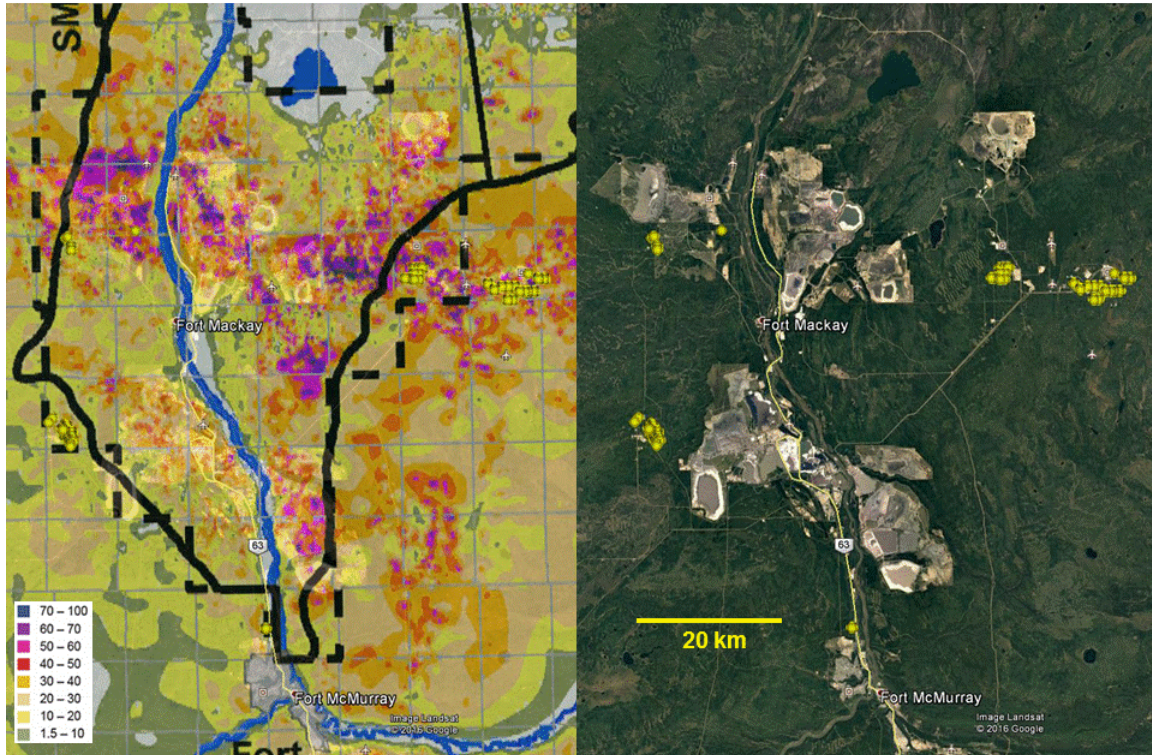 SM
Fort Mackay
63
70 – 100
60 – 70
50 – 60
40 – 50
30 – 40
20 – 30
10 – 20
1.5 – 10
Fort McMurray
Image Landsat
© 2016 Google
Fort
Fort Mackay
63
20 km
Fort McMurray
Image Landsat
© 2016 Google